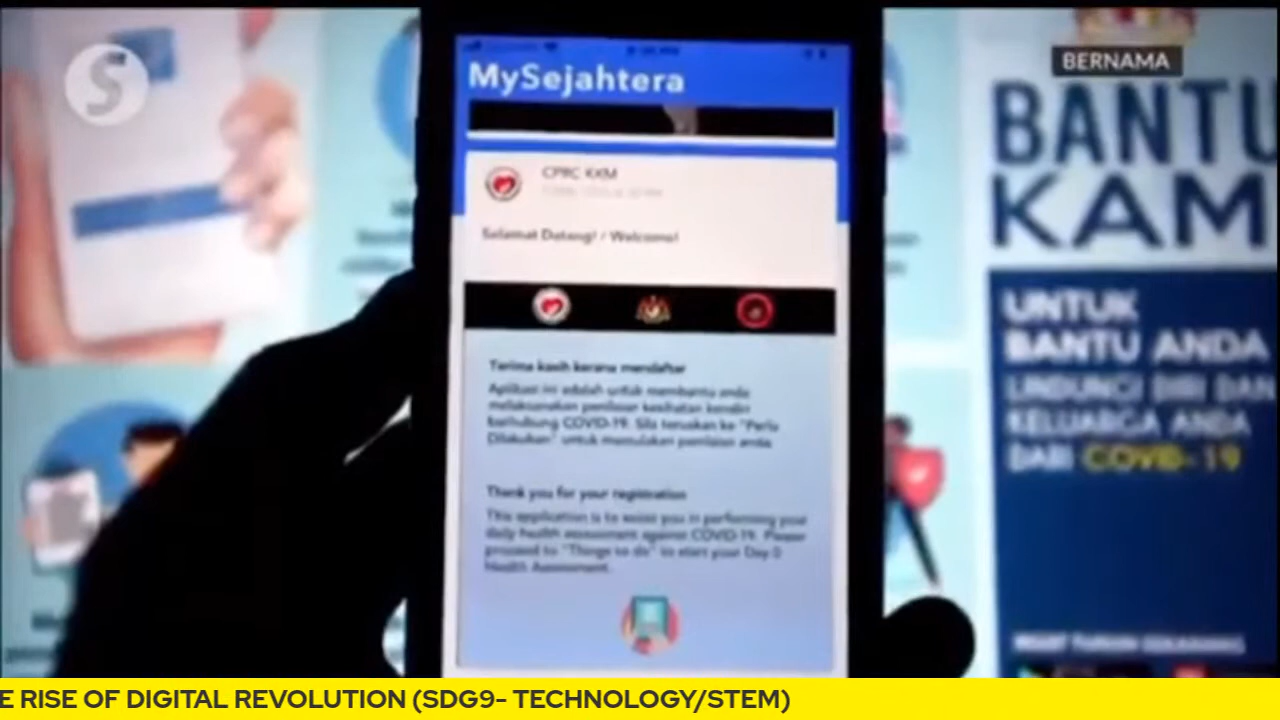 S
BERNAMA
MySejahtera
CPRC KKM
Selamat Datang! / Welcome!
Terima kasih kerana mendaftar
Aplikasi ini adalah untuk membantu anda
melaksanakan penilaian kesihatan kendiri
berhubung COVID-19. Sila teruskan ke "Perlu
Dilakukan" untuk memulakan penilaian anda.
Thank you for your registration
This application is to assist you in performing your
daily health assessment against COVID-19. Please
proceed to "Things to do" to start your Day 0
Health Assessment.
BANTU
KAM
UNTUK
BANTU ANDA
LINDUNGI DIRI DAN
KELUARGA ANDA
DARI COVID-19
E RISE OF DIGITAL REVOLUTION (SDG9- TECHNOLOGY/STEM)